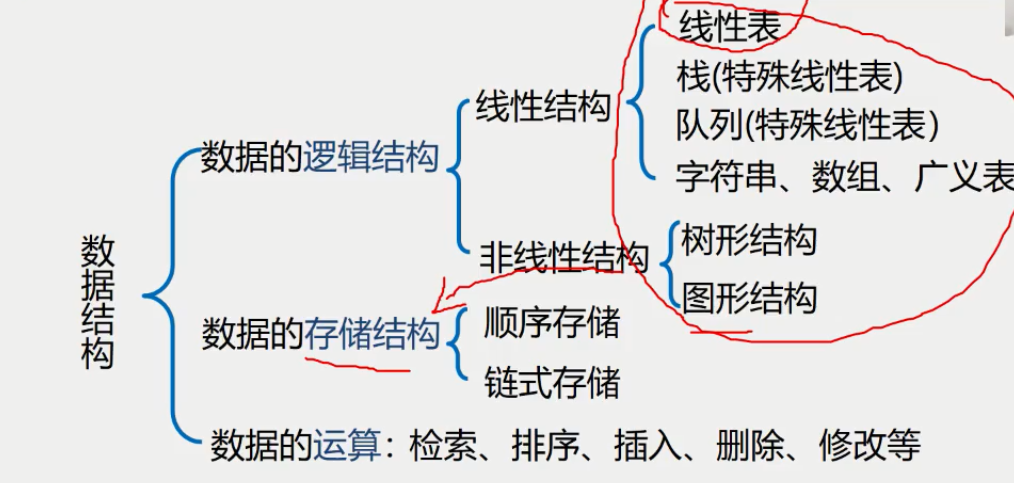 线性表
栈(特殊线性表)
线性结构
队列(特殊线性表)
数据的逻辑结构
字符串、数组、广义表
非线性结构
树形结构
图形结构
数据结构
数据的存储结构
顺序存储
链式存储
数据的运算：检索、排序、插入、删除、修改等